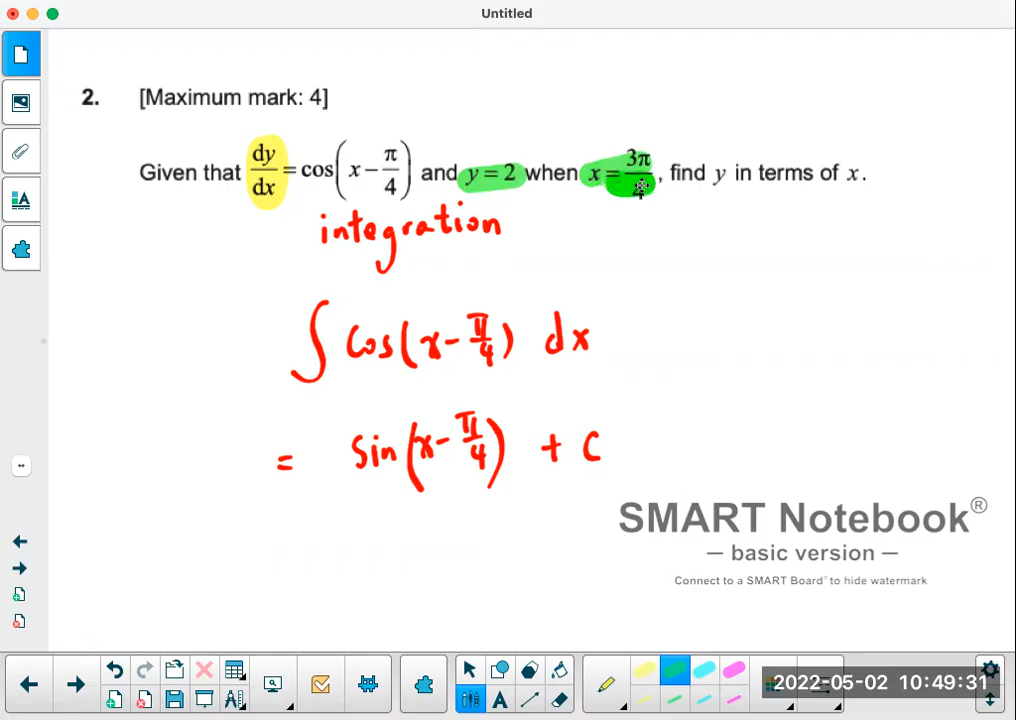 Untitled
2. [Maximum mark: 4]
Given that dy/dx = cos(x − π/4) and y = 2 when x = 3π/4, find y in terms of x.
integration
∫ cos(x − π/4) dx
= sin(x − π/4) + c
SMART Notebook®
— basic version —
Connect to a SMART Board® to hide watermark
2022-05-02 10:49:31